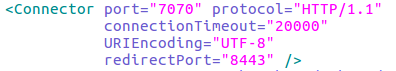 <Connector port="7070" protocol="HTTP/1.1"
connectionTimeout="20000"
URIEncoding="UTF-8"
redirectPort="8443" />